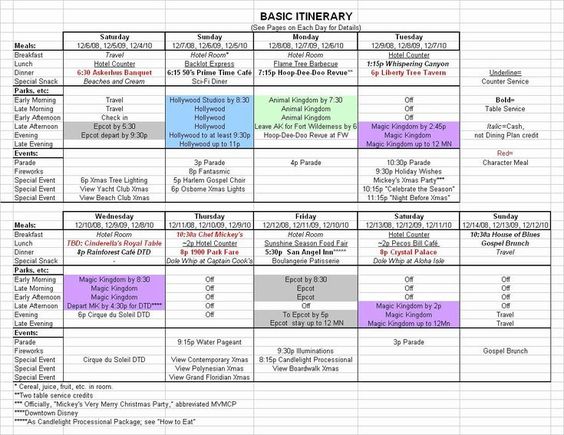 BASIC ITINERARY
(See Pages on Each Day for Details)
Saturday Sunday Monday Tuesday
Meals: 12/6/08, 12/5/09, 12/4/10 12/7/08, 12/6/09, 12/5/10 12/8/08, 12/7/09, 12/6/10 12/9/08, 12/8/09, 12/7/10
Breakfast Travel Hotel Room* Hotel Room Hotel Counter
Lunch Hotel Counter Backlot Express Flame Tree Barbecue 1:15p Whispering Canyon Underline=
Dinner 6:30 Askershus Banquet 6:15 50's Prime Time Café 7:15p Hoop-Dee-Doo Revue** 6p Liberty Tree Tavern Counter Service
Special Snack Beaches and Cream Sci-Fi Diner
Parks, etc: Bold=
Early Morning Travel Hollywood Studios by 8:30 Animal Kingdom by 7:30 Off Table Service
Late Morning Travel Hollywood Animal Kingdom Off
Early Afternoon Check in Hollywood Animal Kingdom Off Italic=Cash,
Late Afternoon Epcot by 5:30 Hollywood Leave AK for Fort Wilderness by 6 Magic Kingdom by 2:45p not Dining Plan credit
Evening Epcot depart by 9:30p Hollywood to at least 9:30p Hoop-Dee-Doo Revue at FW Magic Kingdom
Late Evening Hollywood up to 11p Magic Kingdom up to 12 MN Red=
Events: Character Meal
Parade 3p Parade 4p Parade 10:30p Parade
Fireworks 8p Fantasmic 9:30p Holiday Wishes
Special Event 6p Xmas Tree Lighting 5p Harlem Gospel Choir Mickey's Xmas Party***
Special Event View Yacht Club Xmas 6p Osborne Xmas Lights 10:15p "Celebrate the Season"
Special Event View Beach Club Xmas 11:15p "Night Before Xmas"
Wednesday Thursday Friday Saturday Sunday
Meals: 12/10/08, 12/9/09, 12/8/10 12/11/08, 12/10/09, 12/9/10 12/12/08, 12/11/09, 12/10/10 12/13/08, 12/12/09, 12/11/10 12/14/08, 12/13/09, 12/12/10
Breakfast Hotel Room 10:30a Chef Mickey's Hotel Room Hotel Counter 10:30a House of Blues
Lunch TBD: Cinderella's Royal Table ~2p Hotel Counter Sunshine Season Food Fair ~2p Pecos Bill Café Gospel Brunch
Dinner 8p Rainforest Café DTD 8p 1900 Park Fare 5:30p San Angel Inn***** 8p Crystal Palace Travel
Special Snack - Dole Whip at Captain Cook's Boulangerie Patisserie Dole Whip at Aloha Isle
Parks, etc:
Early Morning Magic Kingdom by 8:30 Off Epcot by 8:30 Off Off
Late Morning Magic Kingdom Off Epcot Off Off
Early Afternoon Magic Kingdom Off Epcot Off Off
Late Afternoon Depart MK by 4:30p for DTD**** Off Off Magic Kingdom by 2p Off
Evening 6p Cirque du Soleil DTD Off To Epcot by 5p Magic Kingdom Travel
Late Evening Off Epcot stay up to 12 MN Magic Kingdom up to 12Mn Travel
Events:
Parade 9:15p Water Pageant 3p Parade
Fireworks 9:30p Illuminations Gospel Brunch
Special Event Cirque du Soleil DTD View Contemporary Xmas 8:15p Candlelight Processional
Special Event View Polynesian Xmas View Boardwalk Xmas
Special Event View Grand Floridian Xmas
* Cereal, juice, fruit, etc. in room.
**Two table service credits
*** Officially, "Mickey's Very Merry Christmas Party," abbreviated MVMCP
****Downtown Disney
*****As Candlelight Processional Package; see "How to Eat"